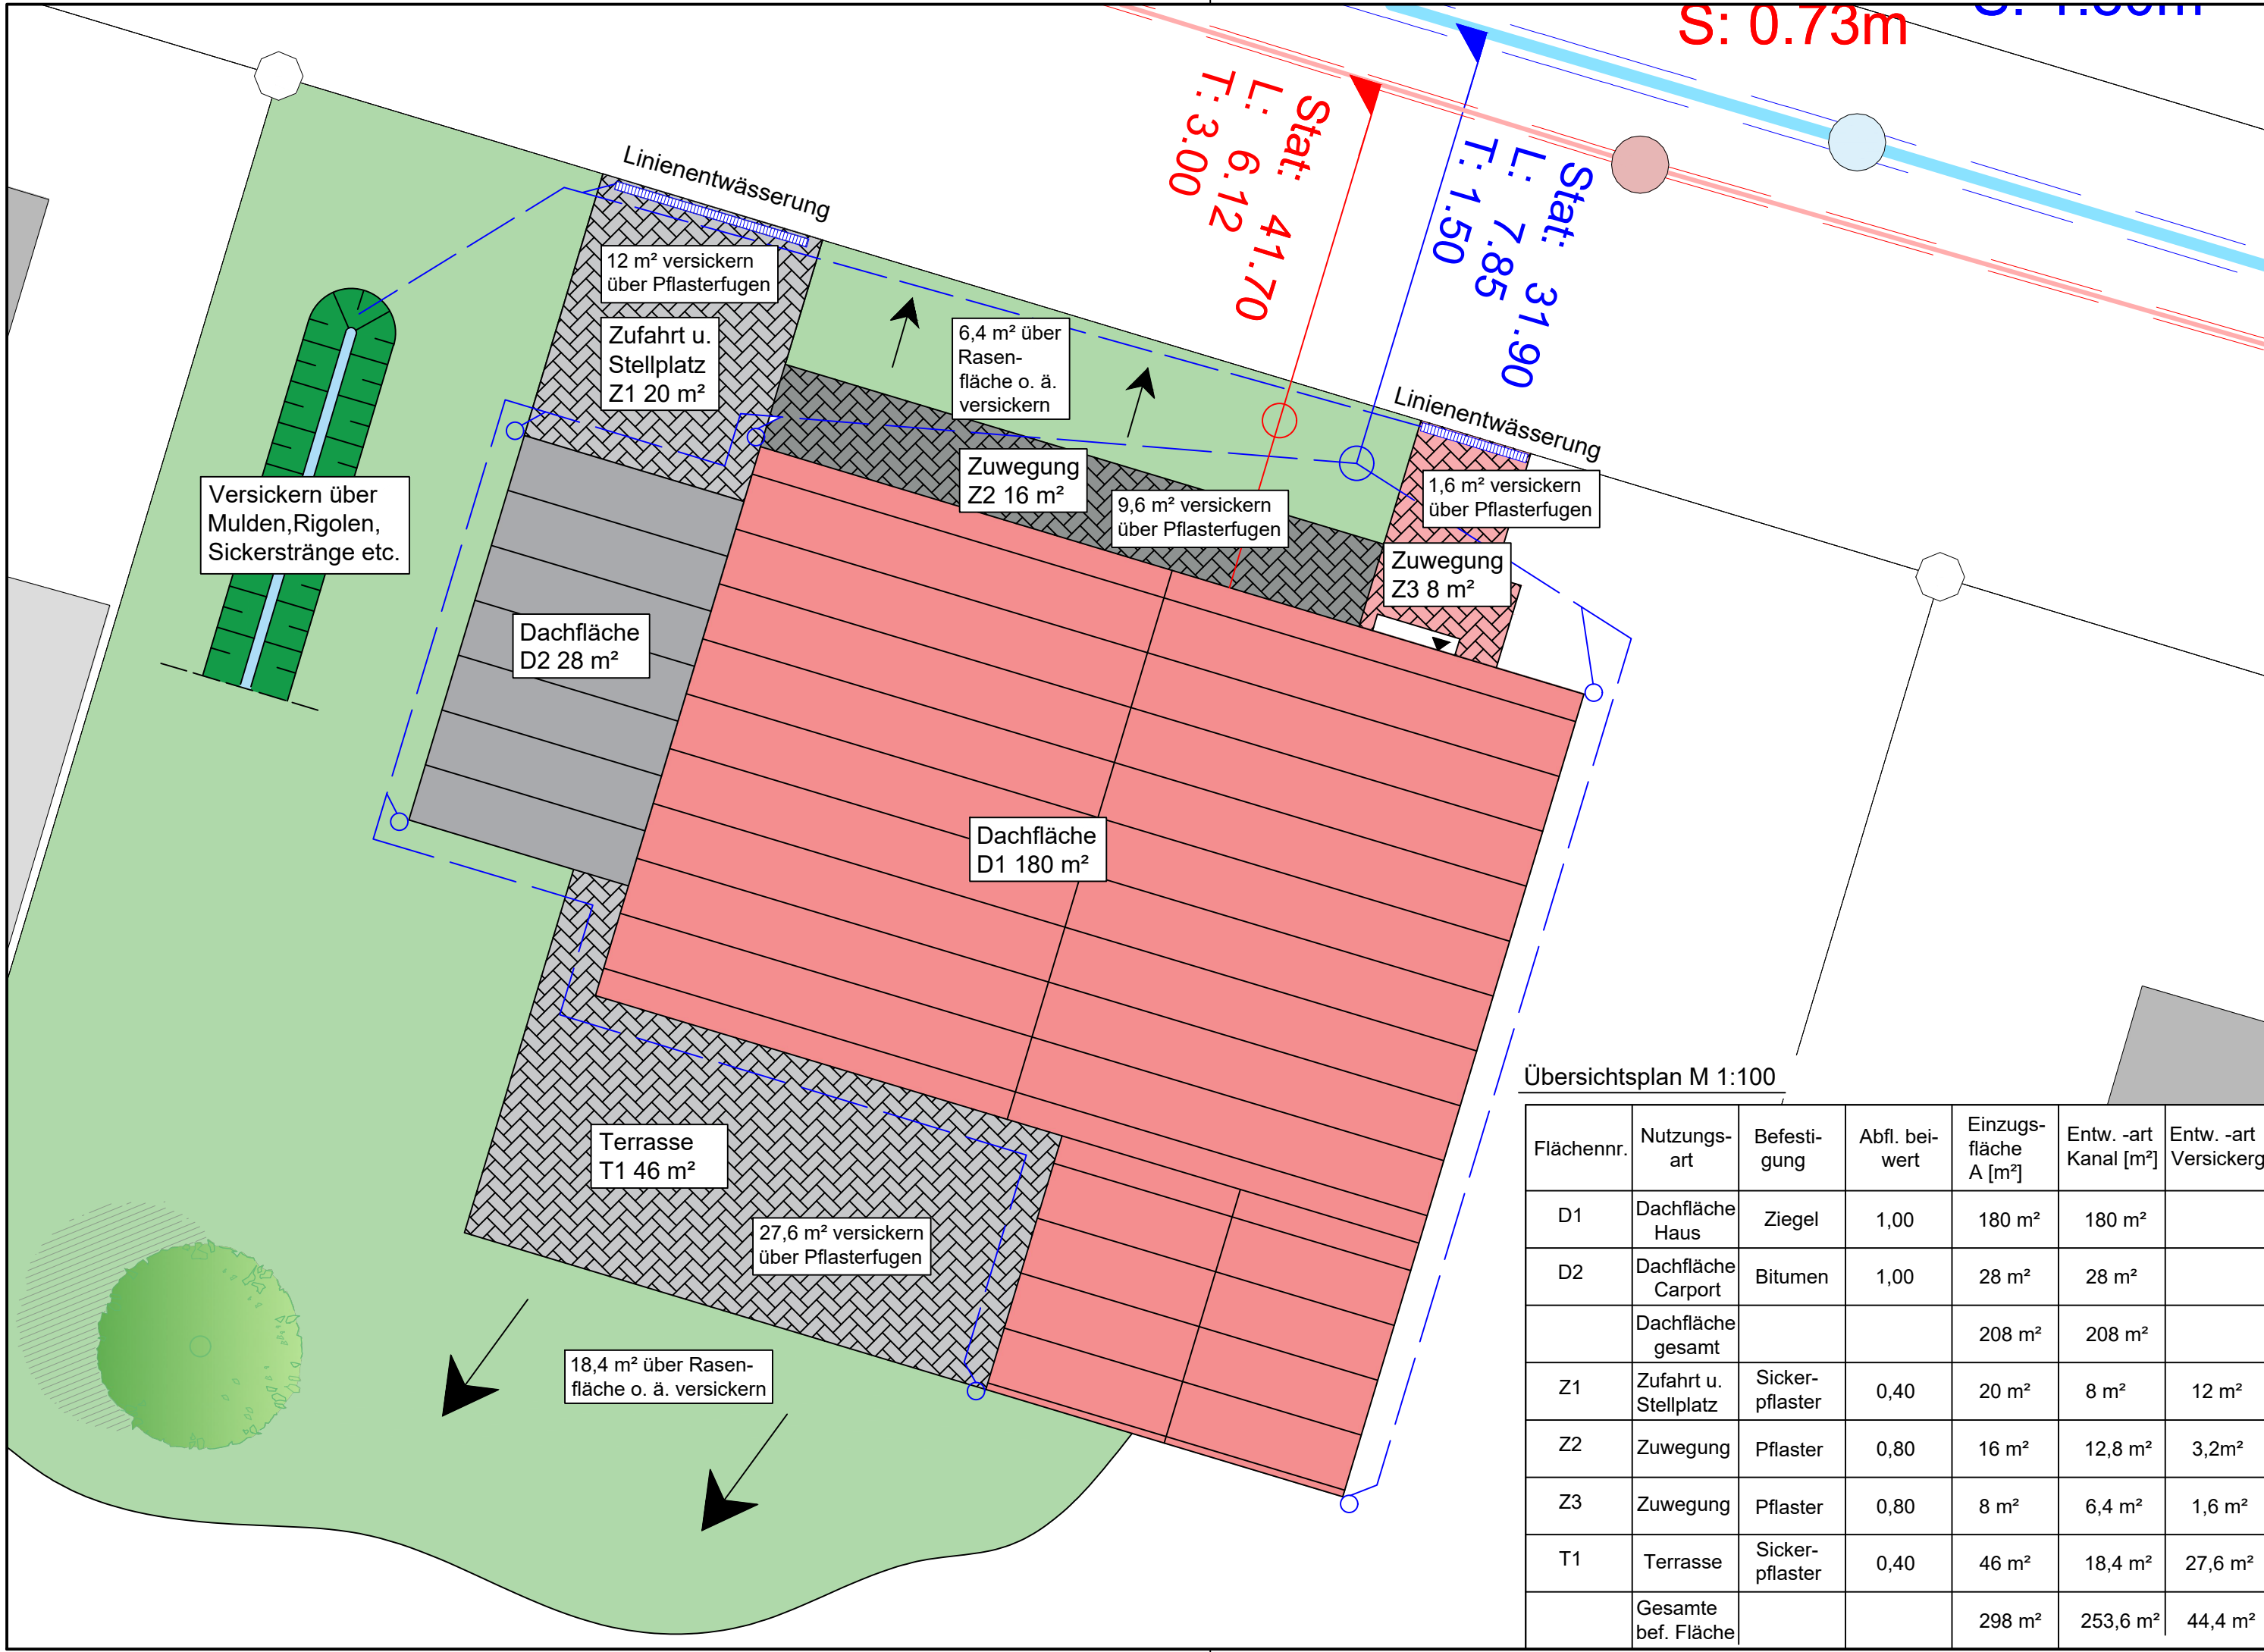 S: 0.73m
Stat: 41.70
L: 6.12
T: 3.00
Stat: 31.90
L: 7.85
T: 1.50
Linienentwässerung
12 m² versickern
über Pflasterfugen
Zufahrt u.
Stellplatz
Z1 20 m²
6,4 m² über
Rasen-
fläche o. ä.
versickern
Linienentwässerung
Zuwegung
Z2 16 m²
9,6 m² versickern
über Pflasterfugen
1,6 m² versickern
über Pflasterfugen
Zuwegung
Z3 8 m²
Versickern über
Mulden,Rigolen,
Sickerstränge etc.
Dachfläche
D2 28 m²
Dachfläche
D1 180 m²
Terrasse
T1 46 m²
27,6 m² versickern
über Pflasterfugen
18,4 m² über Rasen-
fläche o. ä. versickern
Übersichtsplan M 1:100
Flächennr.
Nutzungs-
art
Befesti-
gung
Abfl. bei-
wert
Einzugs-
fläche
A [m²]
Entw. -art
Kanal [m²]
Entw. -art
Versickerg
D1
Dachfläche
Haus
Ziegel
1,00
180 m²
180 m²
D2
Dachfläche
Carport
Bitumen
1,00
28 m²
28 m²
Dachfläche
gesamt
208 m²
208 m²
Z1
Zufahrt u.
Stellplatz
Sicker-
pflaster
0,40
20 m²
8 m²
12 m²
Z2
Zuwegung
Pflaster
0,80
16 m²
12,8 m²
3,2m²
Z3
Zuwegung
Pflaster
0,80
8 m²
6,4 m²
1,6 m²
T1
Terrasse
Sicker-
pflaster
0,40
46 m²
18,4 m²
27,6 m²
Gesamte
bef. Fläche
298 m²
253,6 m²
44,4 m²